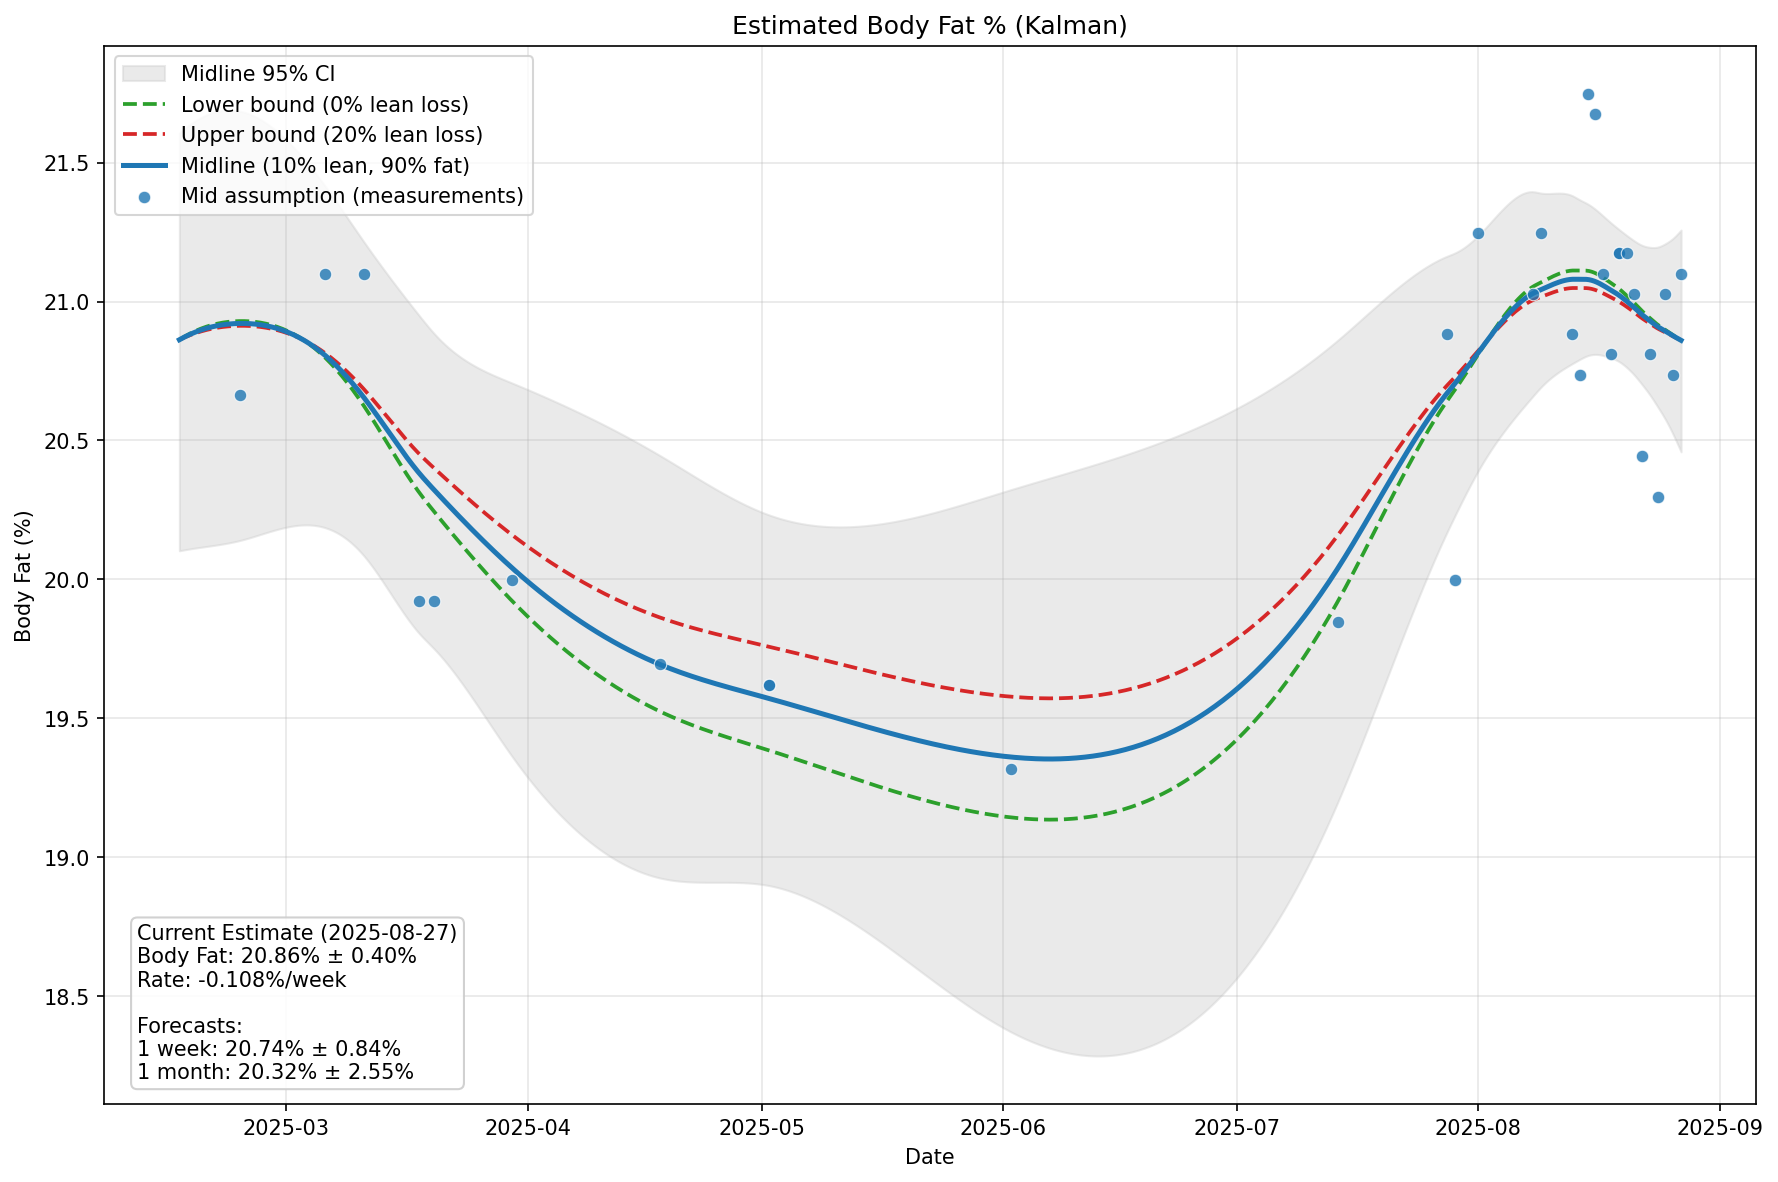 Estimated Body Fat % (Kalman)
Midline 95% CI
Lower bound (0% lean loss)
Upper bound (20% lean loss)
Midline (10% lean, 90% fat)
Mid assumption (measurements)
Body Fat (%)
21.5
21.0
20.5
20.0
19.5
19.0
18.5
Current Estimate (2025-08-27)
Body Fat: 20.86% ± 0.40%
Rate: -0.108%/week
Forecasts:
1 week: 20.74% ± 0.84%
1 month: 20.32% ± 2.55%
2025-03 2025-04 2025-05 2025-06 2025-07 2025-08 2025-09
Date